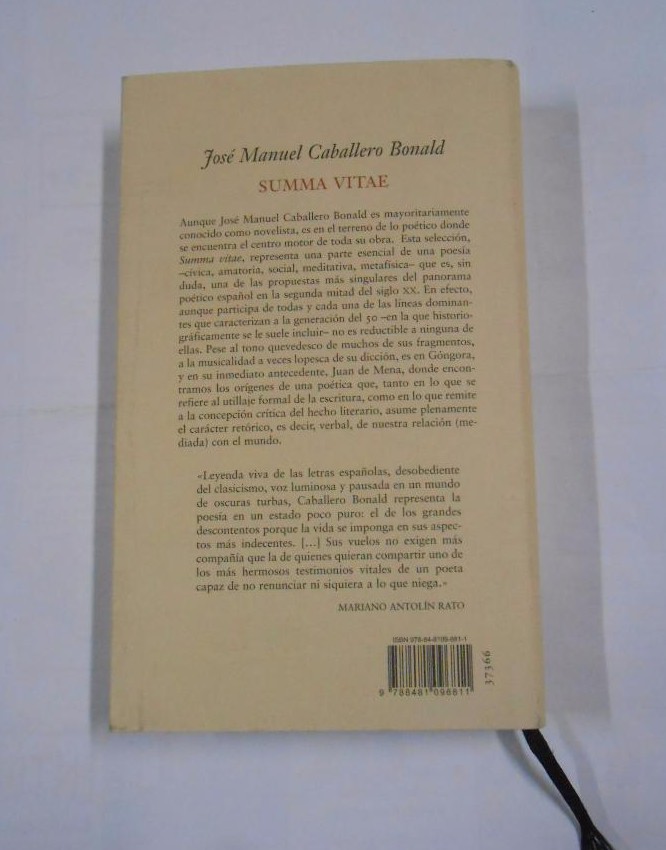 José Manuel Caballero Bonald
SUMMA VITAE
Aunque José Manuel Caballero Bonald es mayoritariamente
conocido como novelista, es en el terreno de lo poético donde
se encuentra el centro motor de toda su obra. Esta selección,
Summa vitae, representa una parte esencial de una poesía
–cívica, amatoria, social, meditativa, metafísica– que es, sin
duda, una de las propuestas más singulares del panorama
poético español en la segunda mitad del siglo XX. En efecto,
aunque participa de todas y cada una de las líneas dominan-
tes que caracterizan a la generación del 50 –en la que historio-
gráficamente se le suele incluir– no es reductible a ninguna de
ellas. Pese al tono quevedesco de muchos de sus fragmentos,
a la musicalidad a veces lopesca de su dicción, es en Góngora,
y en su inmediato antecedente, Juan de Mena, donde encon-
tramos los orígenes de una poética que, tanto en lo que se
refiere al utillaje formal de la escritura, como en lo que remite
a la concepción crítica del hecho literario, asume plenamente
el carácter retórico, es decir, verbal, de nuestra relación (me-
diada) con el mundo.
«Leyenda viva de las letras españolas, desobediente
del clasicismo, voz luminosa y pausada en un mundo
de oscuras turbas, Caballero Bonald representa la
poesía en un estado poco puro: el de los grandes
descontentos porque la vida se imponga en sus aspec-
tos más indecentes. [...] Sus vuelos no exigen más
compañía que la de quienes quieran compartir uno de
los más hermosos testimonios vitales de un poeta
capaz de no renunciar ni siquiera a lo que niega.»
MARIANO ANTOLÍN RATO
ISBN 978-84-8109-661-1
9 788481 096611
37366